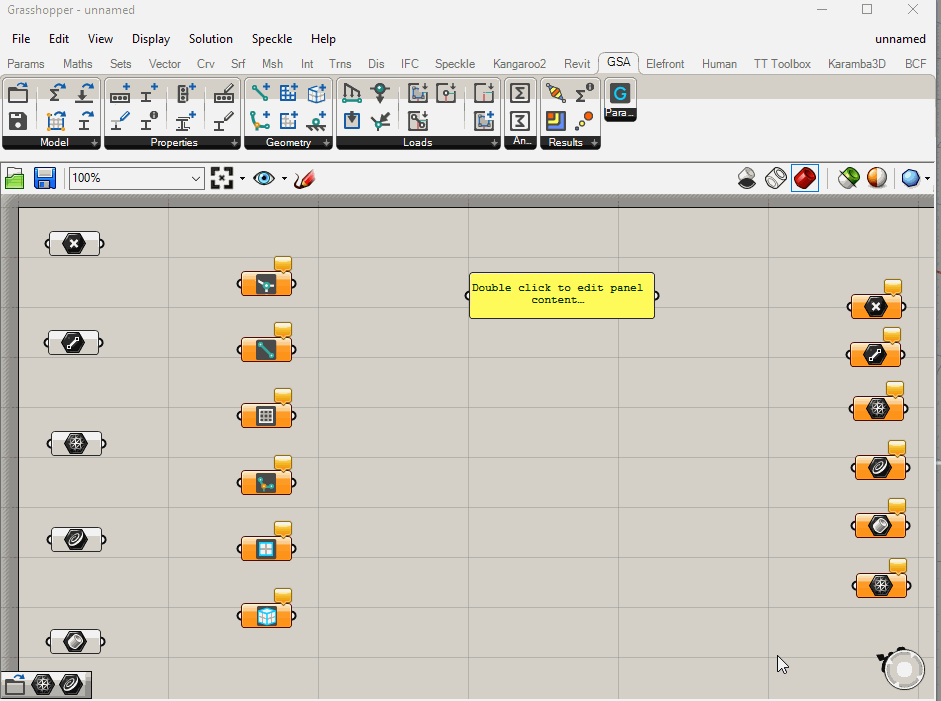 Grasshopper - unnamed
File Edit View Display Solution Speckle Help unnamed
Params Maths Sets Vector Crv Srf Msh Int Trns Dis IFC Speckle Kangaroo2 Revit GSA Elefront Human TT Toolbox Karamba3D BCF
G
Model Properties Geometry Loads An... Results Para...
100%
Double click to edit panel
content…